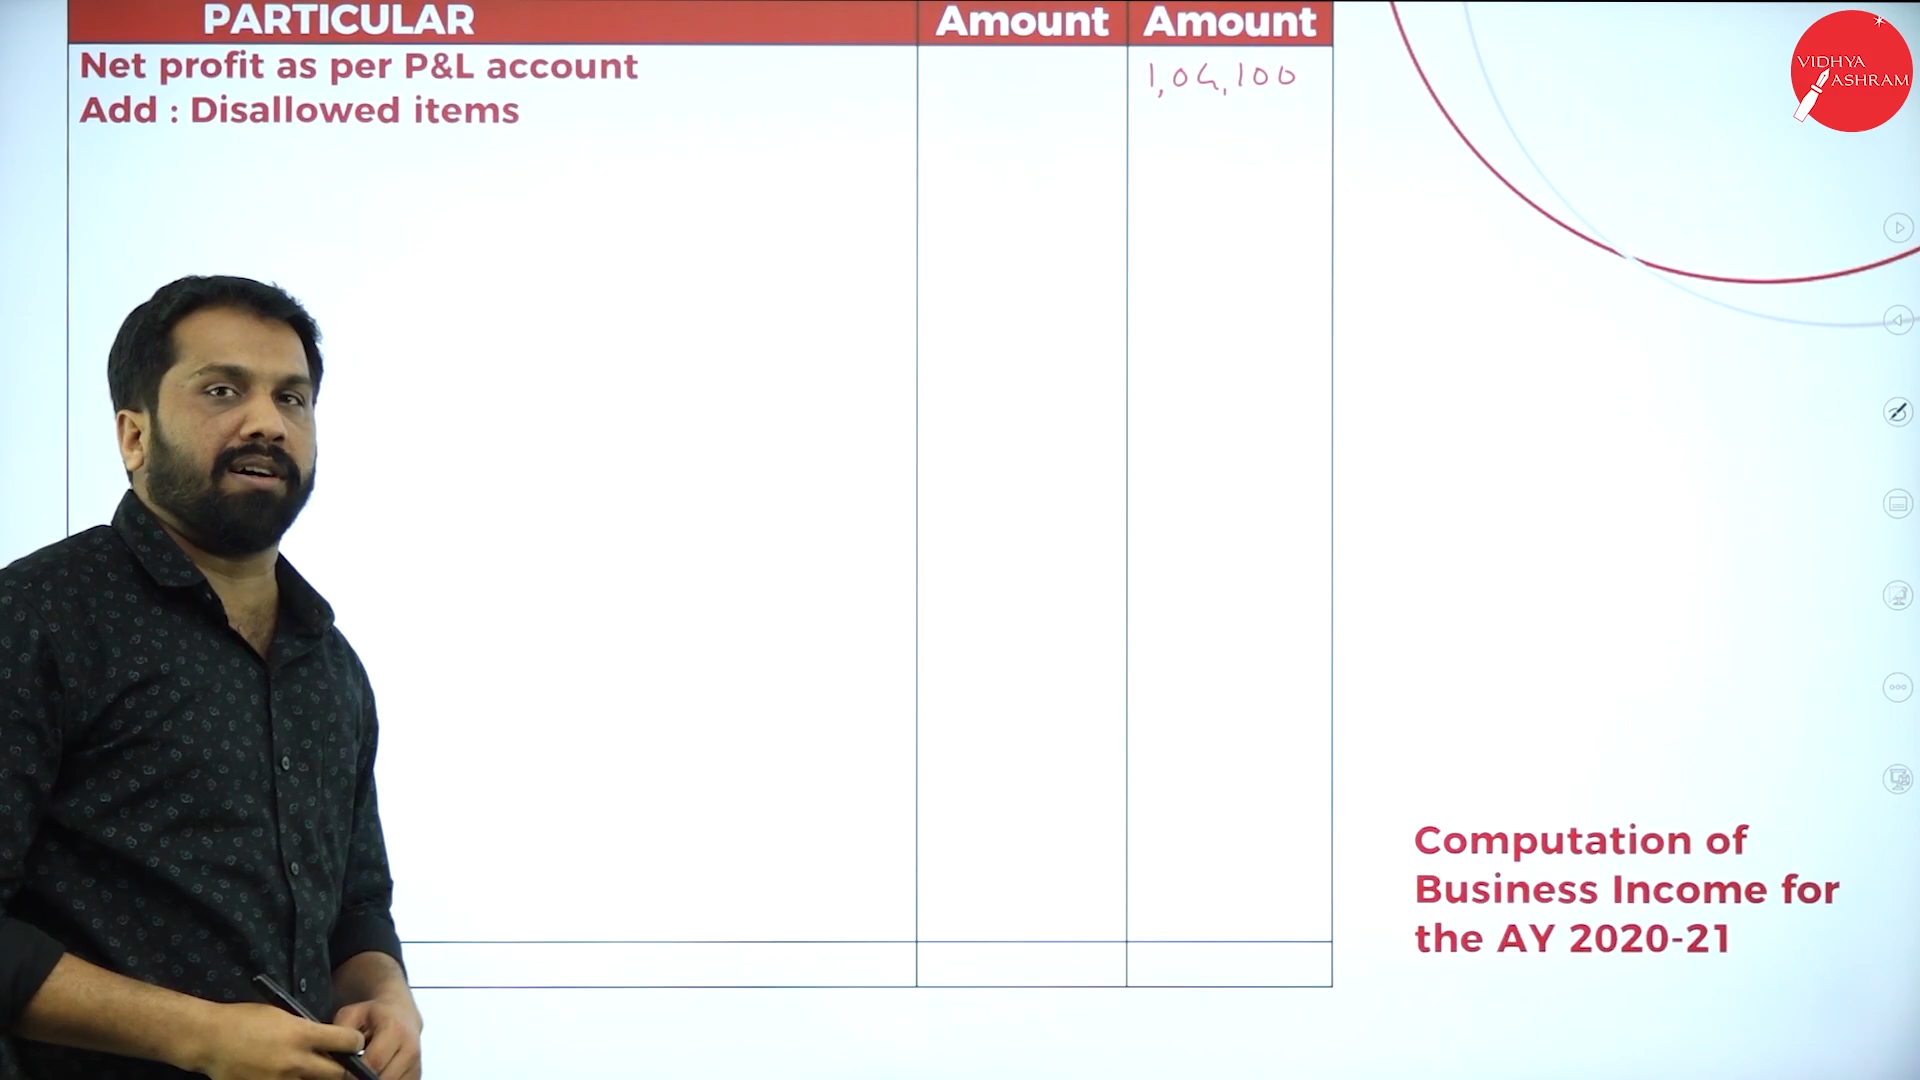 PARTICULAR Amount Amount
Net profit as per P&L account 1,04,100
Add : Disallowed items
VIDHYA
ASHRAM
Computation of
Business Income for
the AY 2020-21